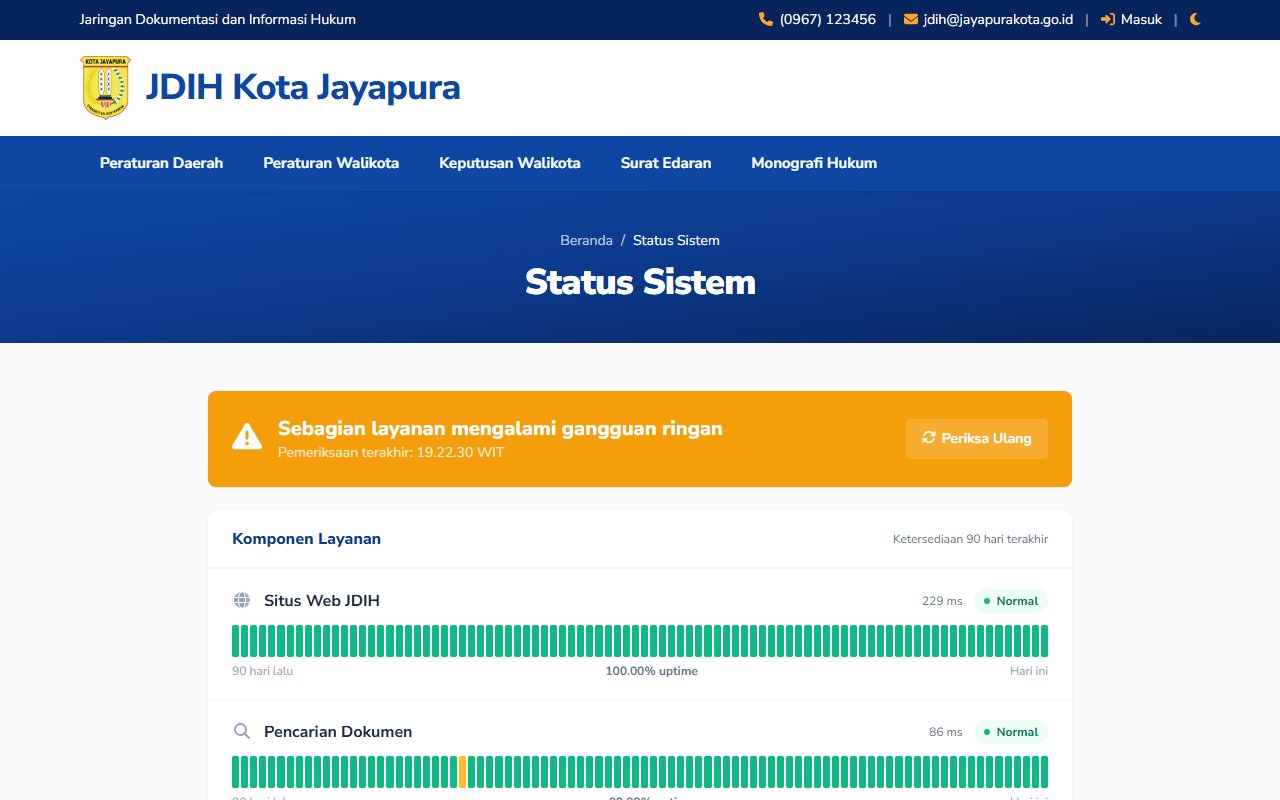 Jaringan Dokumentasi dan Informasi Hukum
(0967) 123456 | jdih@jayapurakota.go.id | Masuk |
KOTA JAYAPURA
JDIH Kota Jayapura
Peraturan Daerah Peraturan Walikota Keputusan Walikota Surat Edaran Monografi Hukum
Beranda / Status Sistem
Status Sistem
Sebagian layanan mengalami gangguan ringan
Pemeriksaan terakhir: 19.22.30 WIT
Periksa Ulang
Komponen Layanan
Ketersediaan 90 hari terakhir
Situs Web JDIH
229 ms
Normal
90 hari lalu
100.00% uptime
Hari ini
Pencarian Dokumen
86 ms
Normal